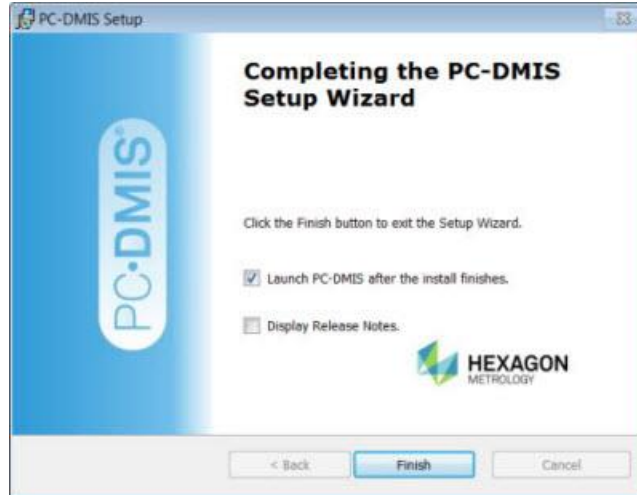 PC-DMIS Setup
Completing the PC-DMIS
Setup Wizard
PC•DMIS®
Click the Finish button to exit the Setup Wizard.
Launch PC-DMIS after the install finishes.
Display Release Notes.
HEXAGON
METROLOGY
< Back
Finish
Cancel